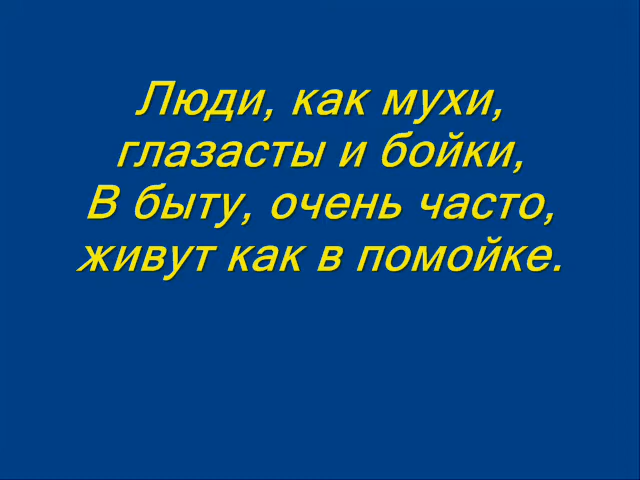 Люди, как мухи,
глазасты и бойки,
В быту, очень часто,
живут как в помойке.